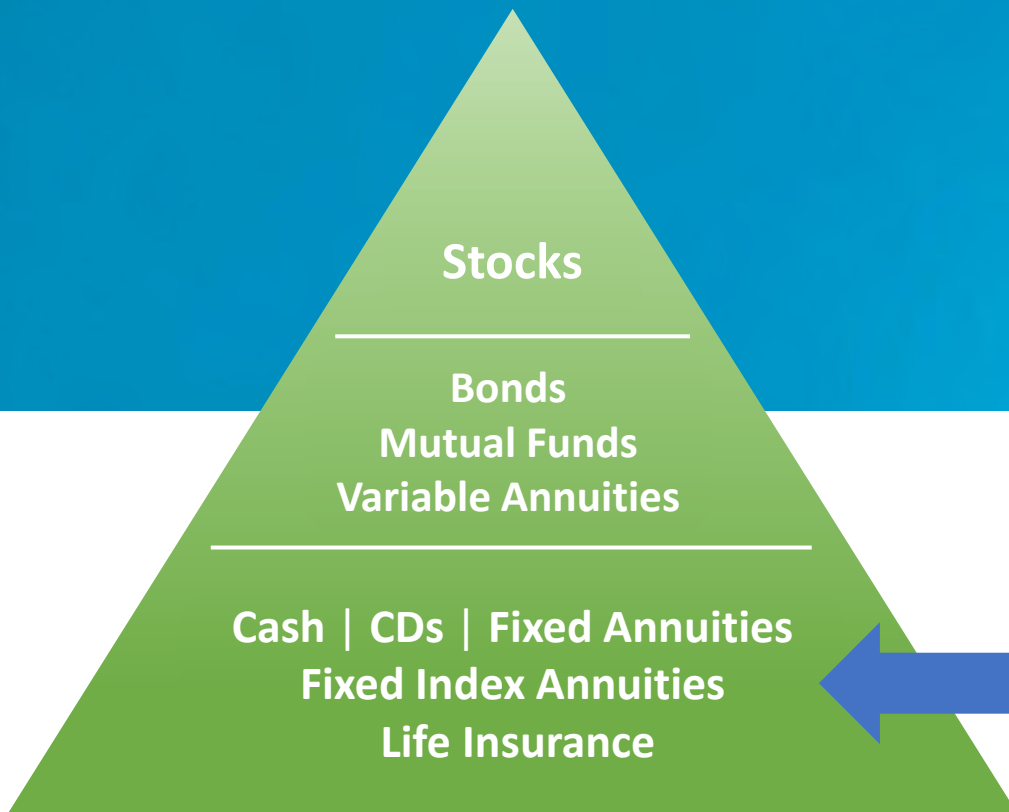 Stocks
Bonds
Mutual Funds
Variable Annuities
Cash | CDs | Fixed Annuities
Fixed Index Annuities
Life Insurance